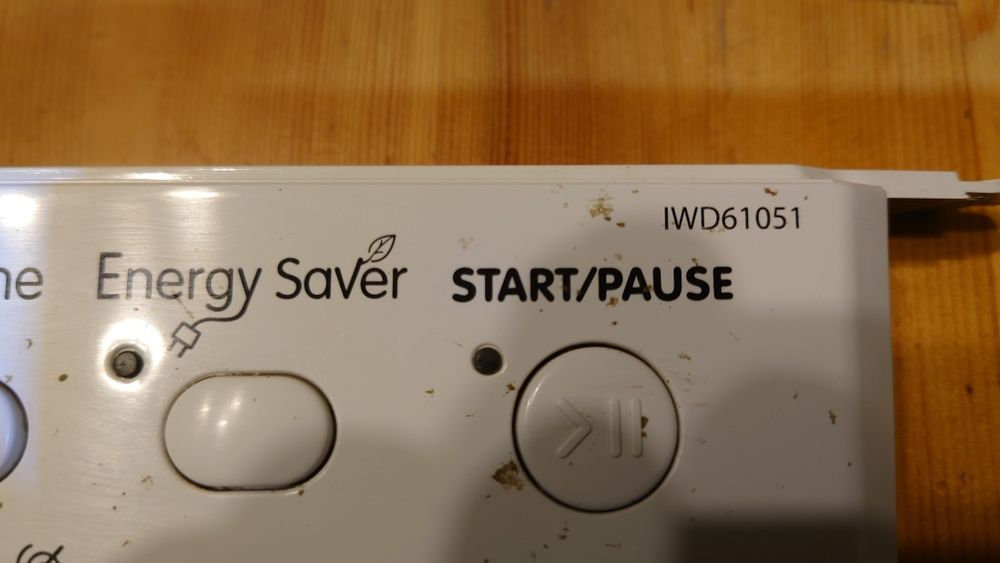 IWD61051
Energy Saver
START/PAUSE